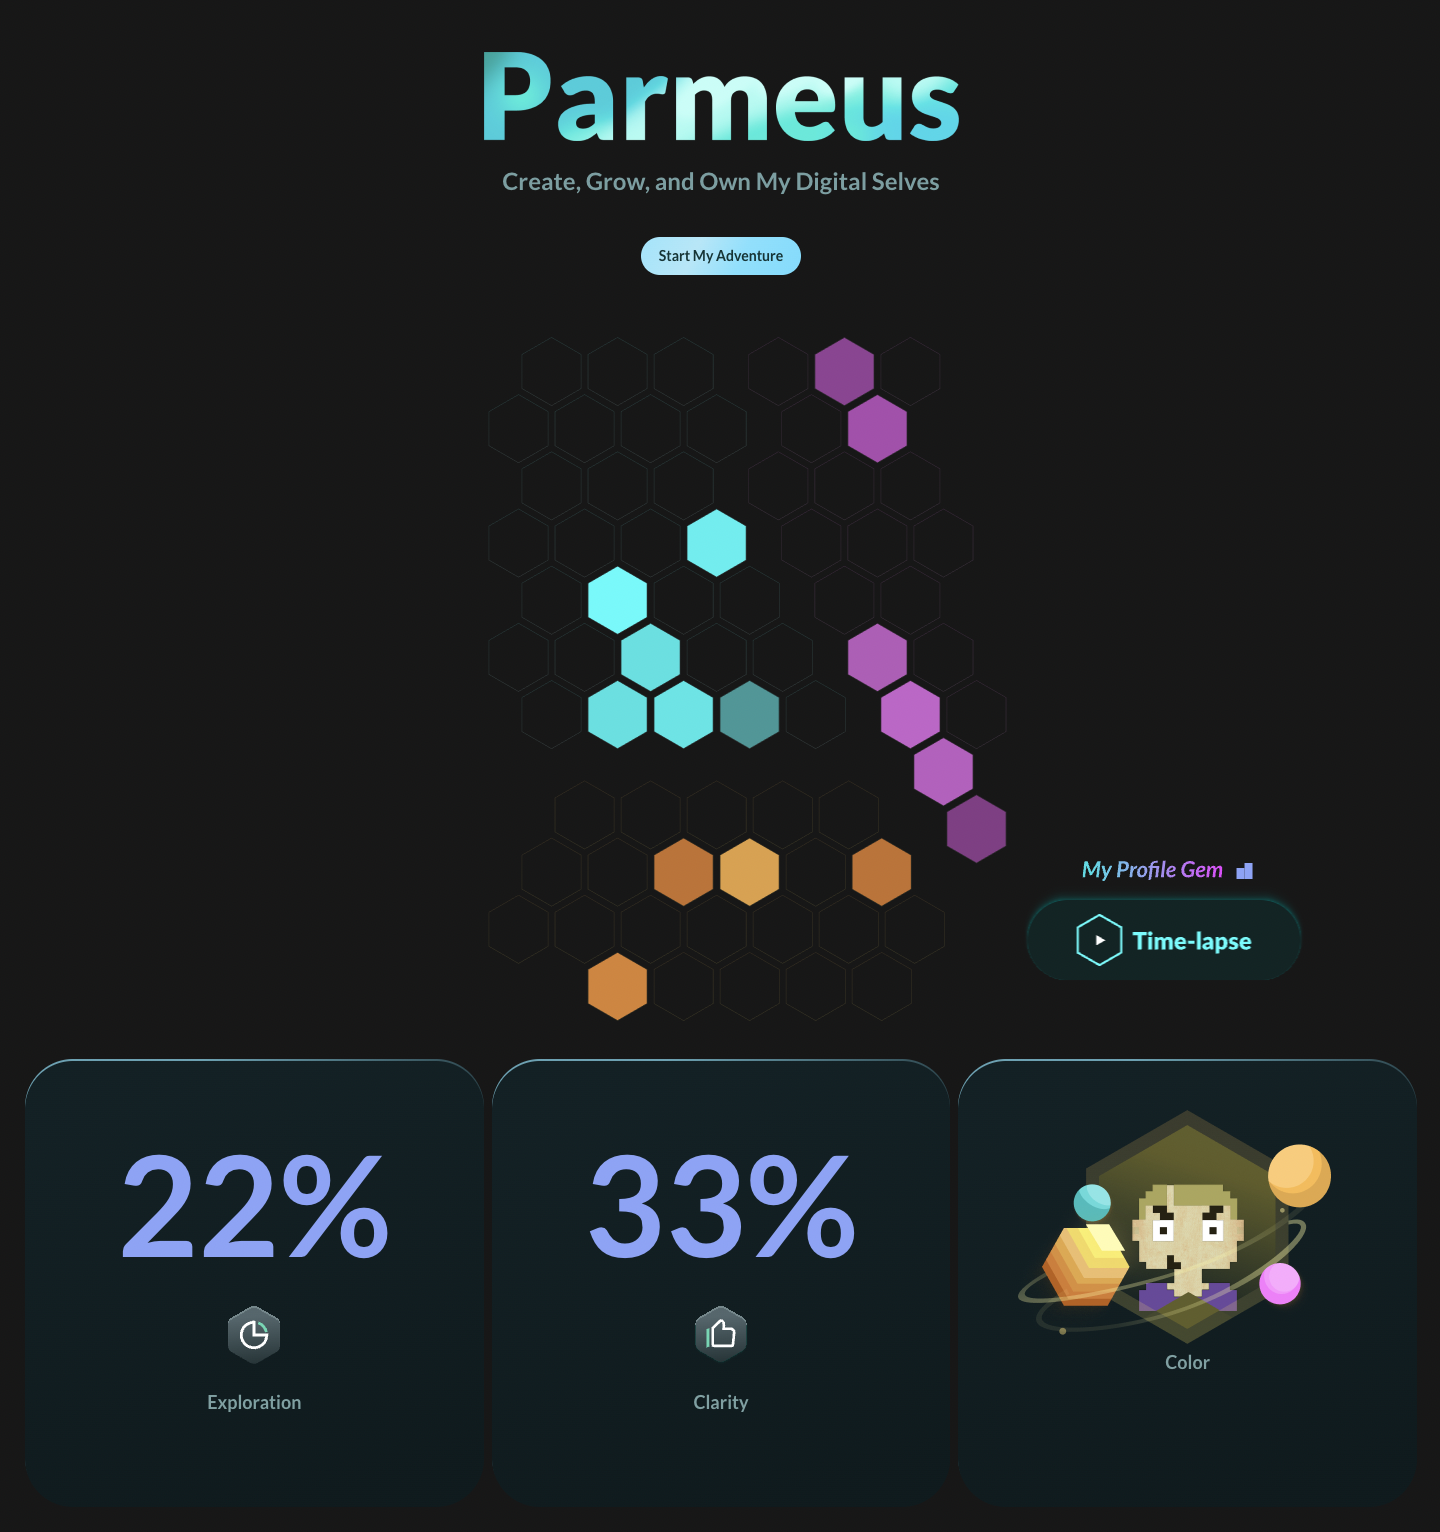 Parmeus
Create, Grow, and Own My Digital Selves
Start My Adventure
My Profile Gem
Time-lapse
22%
33%
Exploration
Clarity
Color